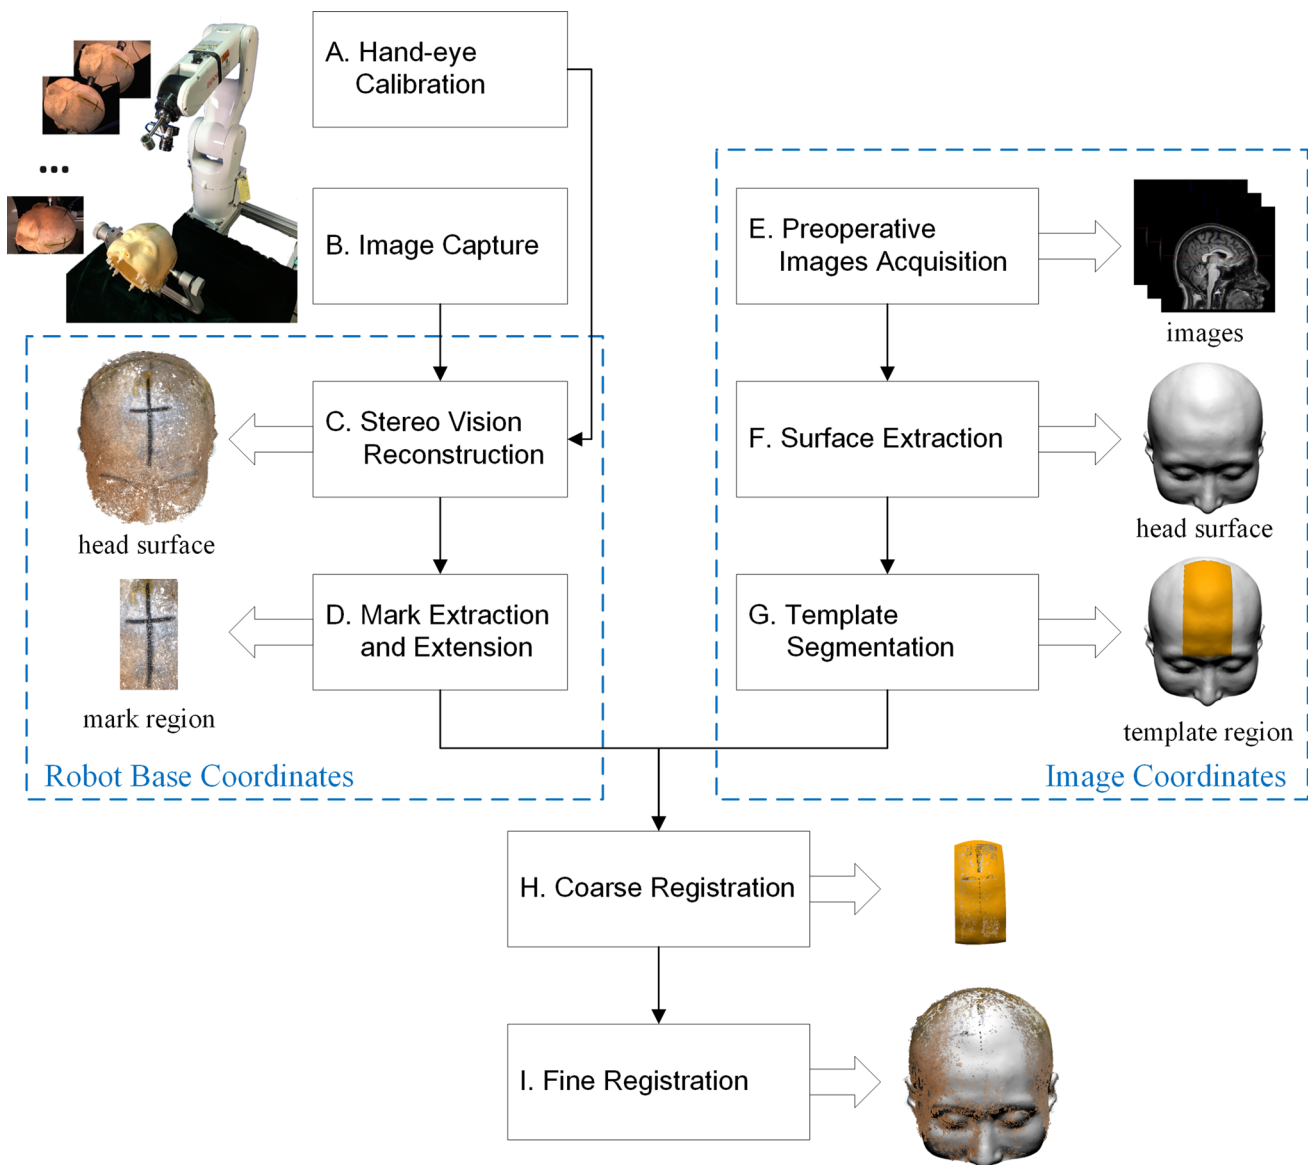 A. Hand-eye
Calibration
B. Image Capture
C. Stereo Vision
Reconstruction
head surface
D. Mark Extraction
and Extension
mark region
Robot Base Coordinates
E. Preoperative
Images Acquisition
images
F. Surface Extraction
head surface
G. Template
Segmentation
template region
Image Coordinates
H. Coarse Registration
I. Fine Registration